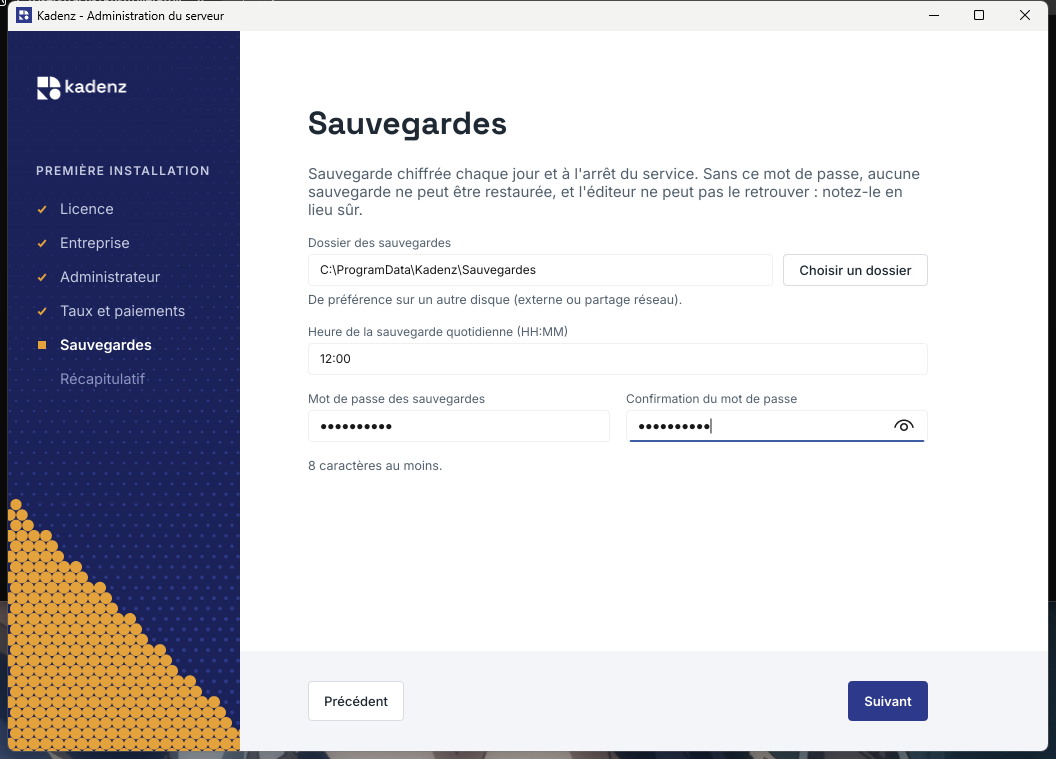 Kadenz - Administration du serveur
kadenz
PREMIÈRE INSTALLATION
Licence
Entreprise
Administrateur
Taux et paiements
Sauvegardes
Récapitulatif
Sauvegardes
Sauvegarde chiffrée chaque jour et à l'arrêt du service. Sans ce mot de passe, aucune
sauvegarde ne peut être restaurée, et l'éditeur ne peut pas le retrouver : notez-le en
lieu sûr.
Dossier des sauvegardes
C:\ProgramData\Kadenz\Sauvegardes
Choisir un dossier
De préférence sur un autre disque (externe ou partage réseau).
Heure de la sauvegarde quotidienne (HH:MM)
12:00
Mot de passe des sauvegardes
Confirmation du mot de passe
••••••••••
••••••••••
8 caractères au moins.
Précédent
Suivant